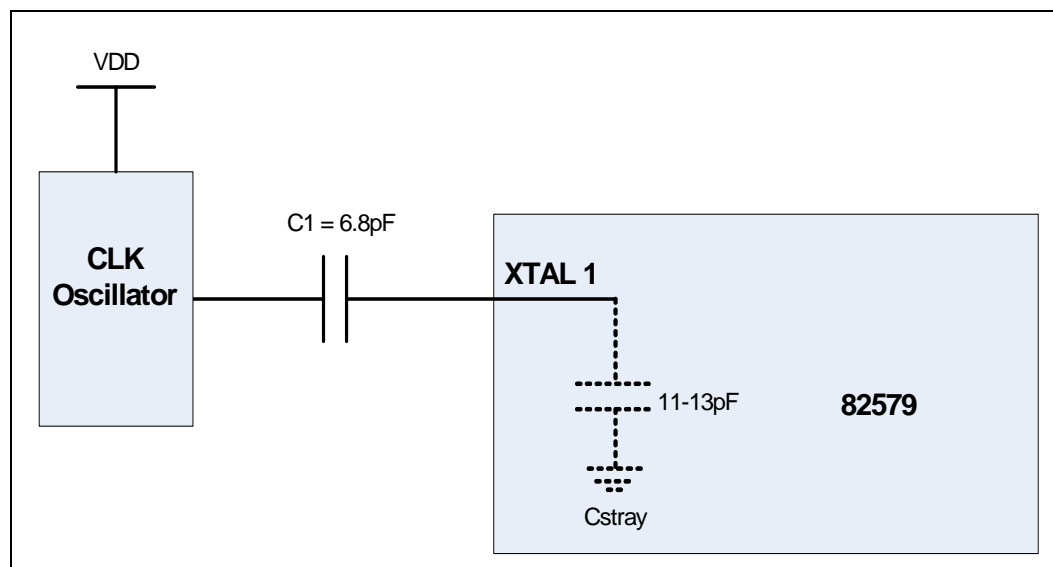 VDD
CLK
Oscillator
C1 = 6.8pF
XTAL 1
11-13pF
82579
Cstray